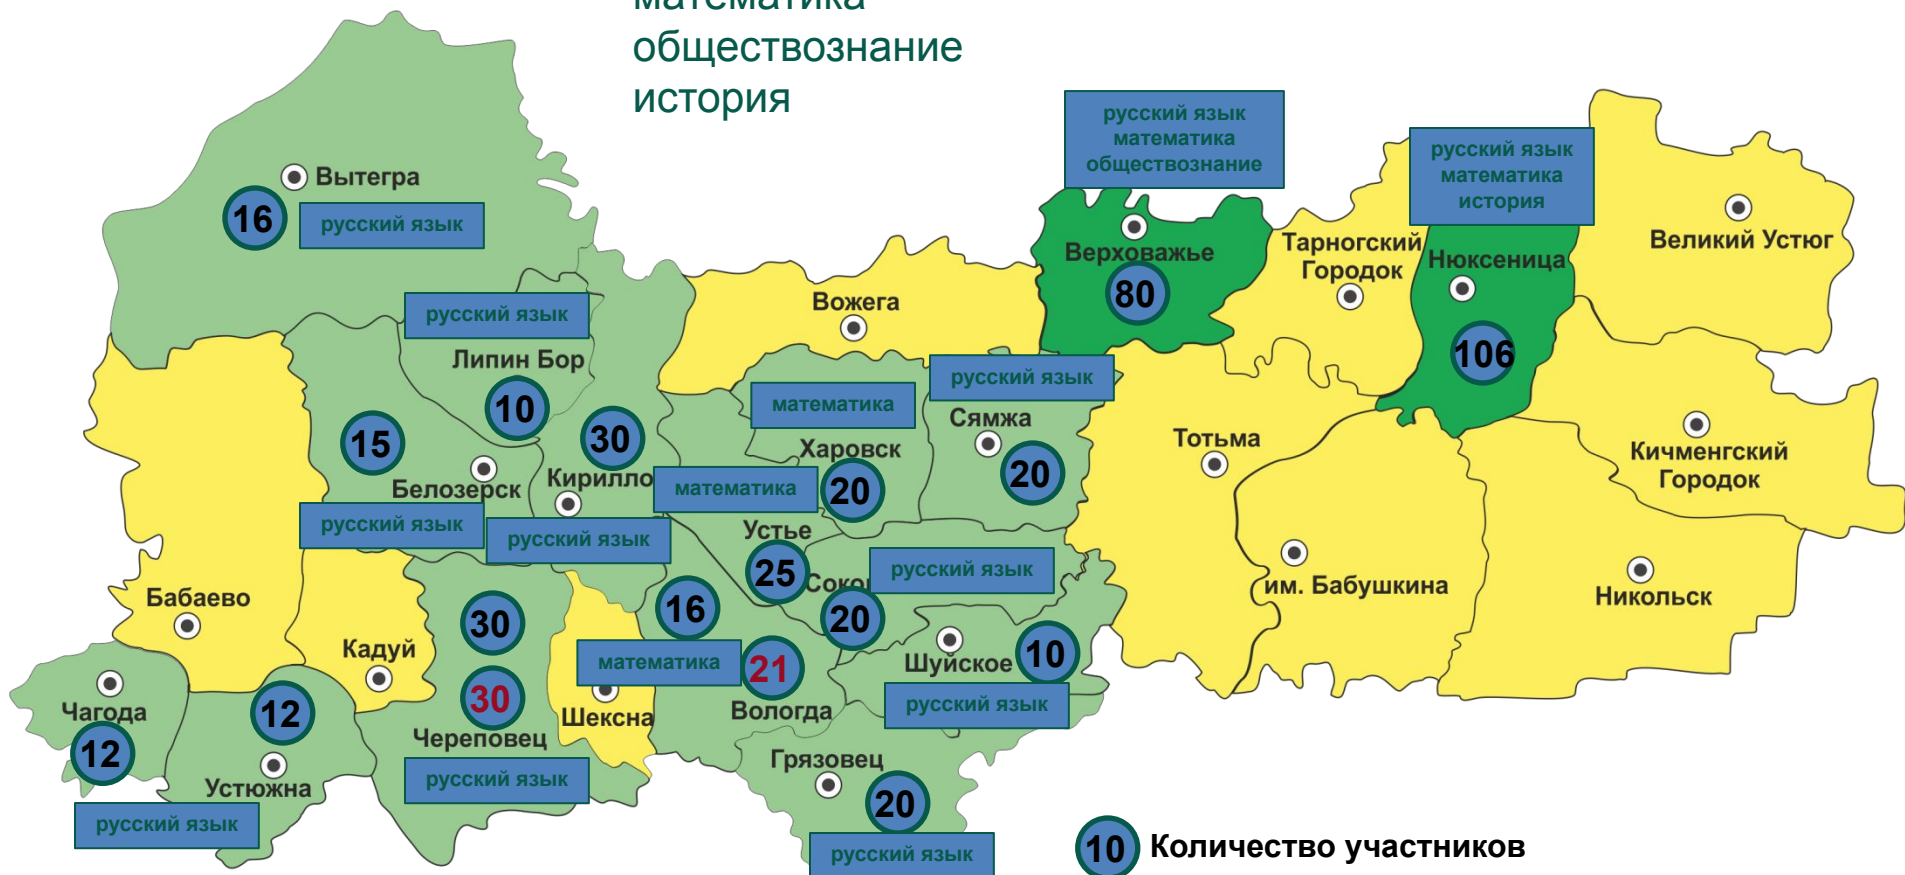 математика
обществознание
история
русский язык
математика
обществознание
русский язык
математика
история
Вытегра
16
русский язык
Верховажье
80
Тарногский
Городок
Нюксеница
106
Великий Устюг
русский язык
Липин Бор
10
Вожега
математика
Харовск
20
русский язык
Сямжа
20
15
Белозерск
русский язык
30
Кирилло
русский язык
математика
Устье
25
Тотьма
Кичменгский
Городок
Сокол
русский язык
20
им. Бабушкина
Никольск
Бабаево
Кадуй
30
30
Череповец
русский язык
16
математика
21
Вологда
Шексна
Шуйское
10
русский язык
Чагода
12
12
Устюжна
русский язык
Грязовец
20
русский язык
10 Количество участников